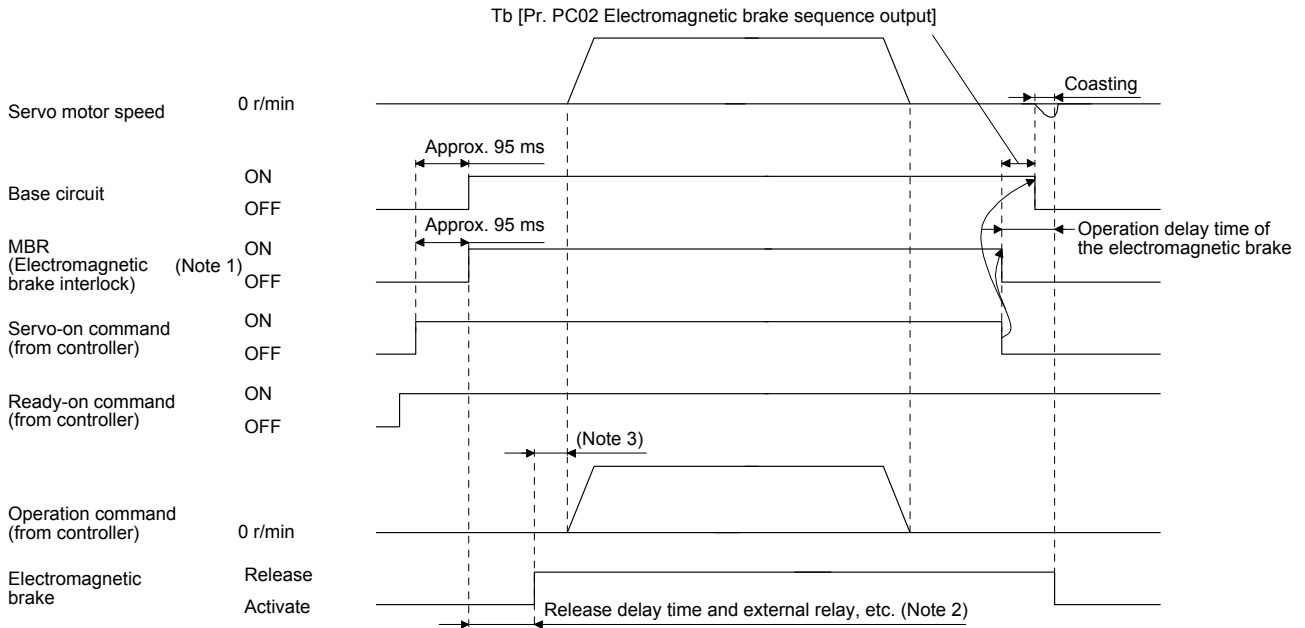 Tb [Pr. PC02 Electromagnetic brake sequence output]
Coasting
Servo motor speed
0 r/min
Approx. 95 ms
Base circuit
ON
OFF
Approx. 95 ms
MBR
(Electromagnetic
brake interlock)
(Note 1)
ON
OFF
Operation delay time of
the electromagnetic brake
Servo-on command
(from controller)
ON
OFF
Ready-on command
(from controller)
ON
OFF
(Note 3)
Operation command
(from controller)
0 r/min
Electromagnetic
brake
Release
Activate
Release delay time and external relay, etc. (Note 2)